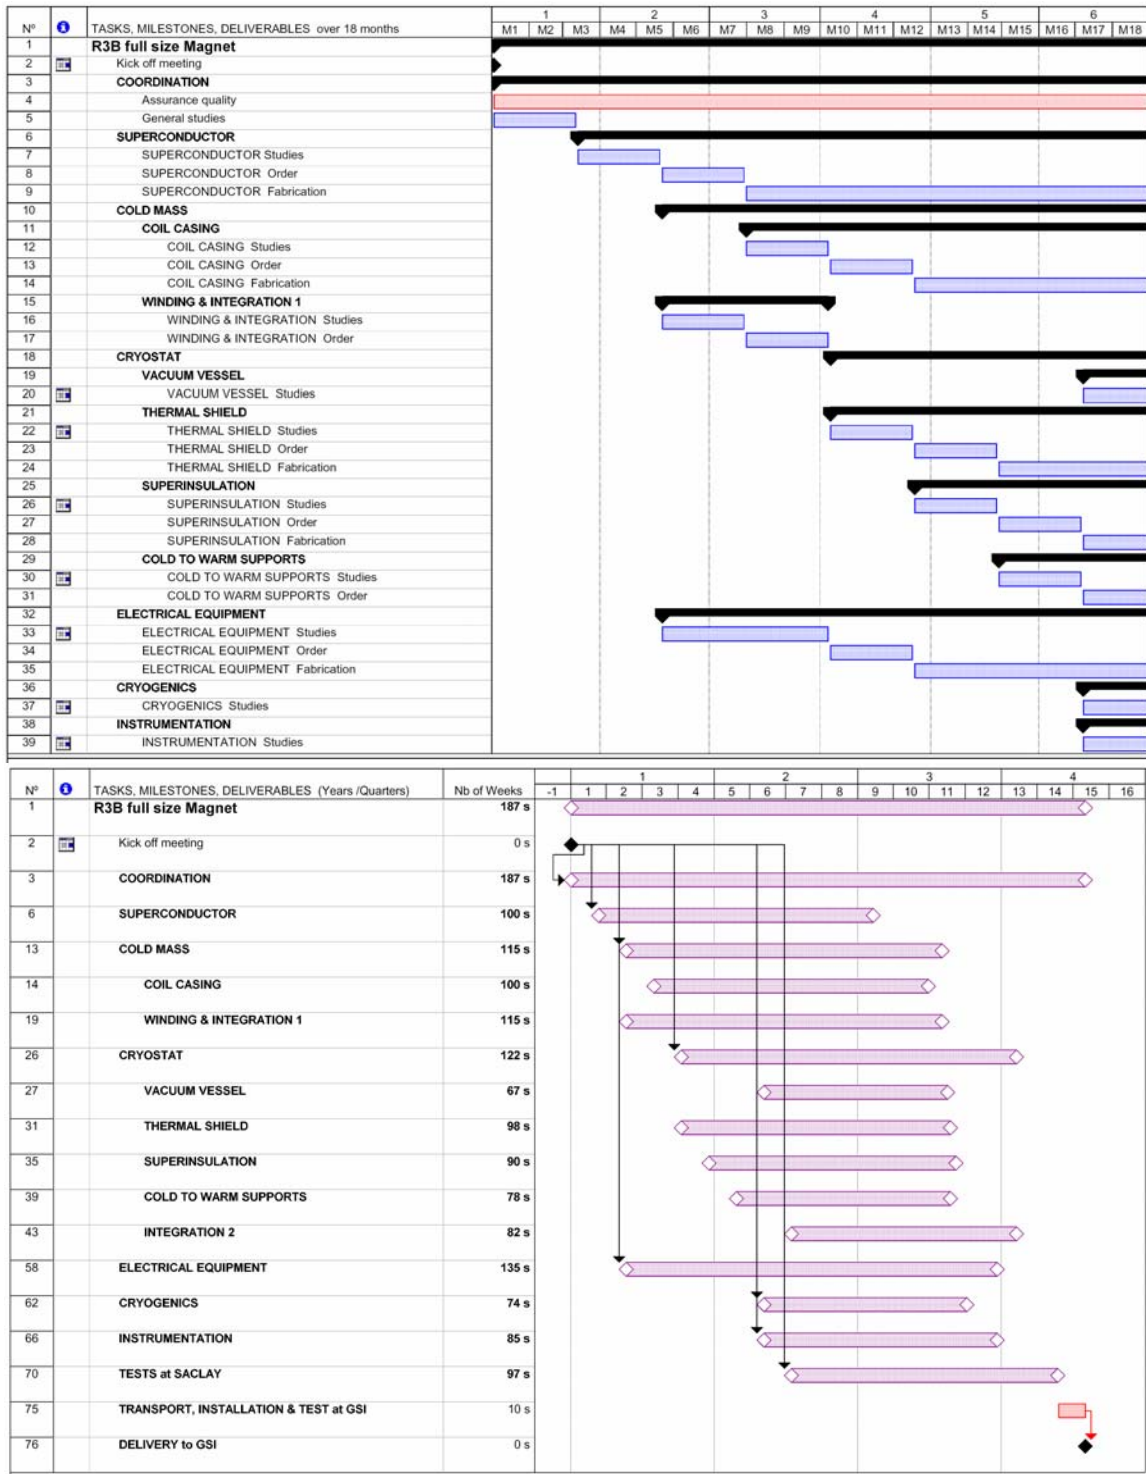 1 2 3 4 5 6
Nº TASKS, MILESTONES, DELIVERABLES over 18 months M1 M2 M3 M4 M5 M6 M7 M8 M9 M10 M11 M12 M13 M14 M15 M16 M17 M18
1 R3B full size Magnet
2 Kick off meeting
3 COORDINATION
4 Assurance quality
5 General studies
6 SUPERCONDUCTOR
7 SUPERCONDUCTOR Studies
8 SUPERCONDUCTOR Order
9 SUPERCONDUCTOR Fabrication
10 COLD MASS
11 COIL CASING
12 COIL CASING Studies
13 COIL CASING Order
14 COIL CASING Fabrication
15 WINDING & INTEGRATION 1
16 WINDING & INTEGRATION Studies
17 WINDING & INTEGRATION Order
18 CRYOSTAT
19 VACUUM VESSEL
20 VACUUM VESSEL Studies
21 THERMAL SHIELD
22 THERMAL SHIELD Studies
23 THERMAL SHIELD Order
24 THERMAL SHIELD Fabrication
25 SUPERINSULATION
26 SUPERINSULATION Studies
27 SUPERINSULATION Order
28 SUPERINSULATION Fabrication
29 COLD TO WARM SUPPORTS
30 COLD TO WARM SUPPORTS Studies
31 COLD TO WARM SUPPORTS Order
32 ELECTRICAL EQUIPMENT
33 ELECTRICAL EQUIPMENT Studies
34 ELECTRICAL EQUIPMENT Order
35 ELECTRICAL EQUIPMENT Fabrication
36 CRYOGENICS
37 CRYOGENICS Studies
38 INSTRUMENTATION
39 INSTRUMENTATION Studies
1 2 3 4
Nº TASKS, MILESTONES, DELIVERABLES (Years /Quarters) Nb of Weeks -1 1 2 3 4 5 6 7 8 9 10 11 12 13 14 15 16
1 R3B full size Magnet 187 s
2 Kick off meeting 0 s
3 COORDINATION 187 s
6 SUPERCONDUCTOR 100 s
13 COLD MASS 115 s
14 COIL CASING 100 s
19 WINDING & INTEGRATION 1 115 s
26 CRYOSTAT 122 s
27 VACUUM VESSEL 67 s
31 THERMAL SHIELD 98 s
35 SUPERINSULATION 90 s
39 COLD TO WARM SUPPORTS 78 s
43 INTEGRATION 2 82 s
58 ELECTRICAL EQUIPMENT 135 s
62 CRYOGENICS 74 s
66 INSTRUMENTATION 85 s
70 TESTS at SACLAY 97 s
75 TRANSPORT, INSTALLATION & TEST at GSI 10 s
76 DELIVERY to GSI 0 s